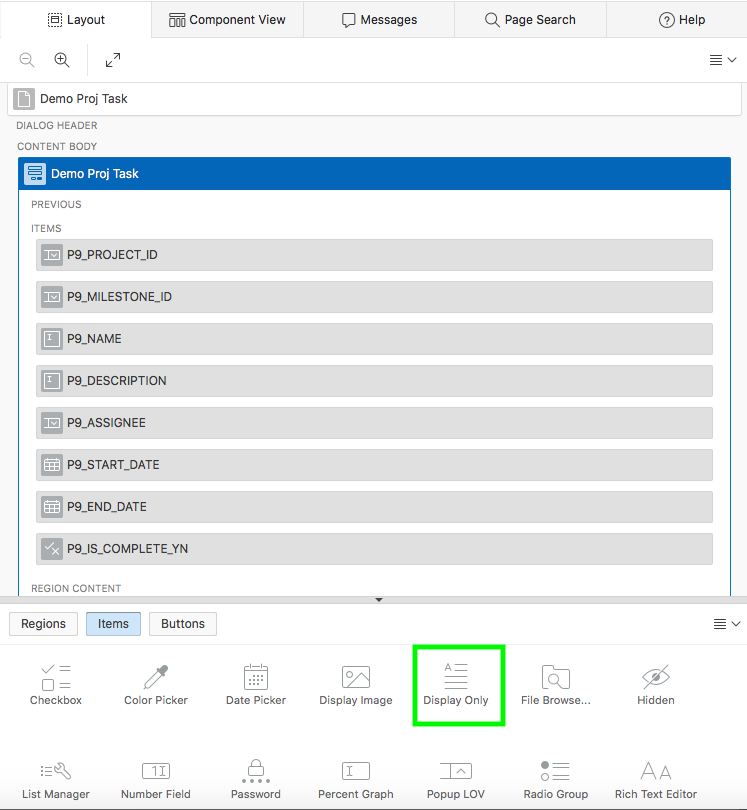 Layout Component View Messages Page Search Help
Demo Proj Task
DIALOG HEADER
CONTENT BODY
Demo Proj Task
PREVIOUS
ITEMS
P9_PROJECT_ID
P9_MILESTONE_ID
P9_NAME
P9_DESCRIPTION
P9_ASSIGNEE
P9_START_DATE
P9_END_DATE
P9_IS_COMPLETE_YN
REGION CONTENT
Regions Items Buttons
Checkbox Color Picker Date Picker Display Image Display Only File Browse... Hidden
List Manager Number Field Password Percent Graph Popup LOV Radio Group Rich Text Editor